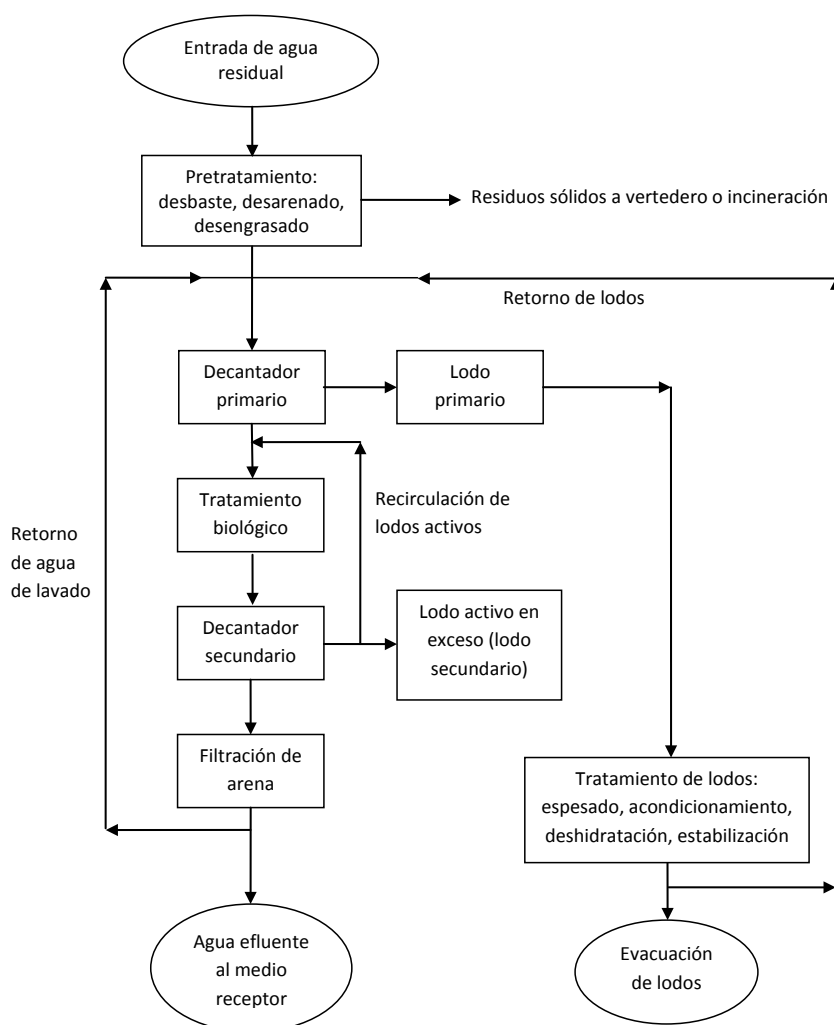 Entrada de agua
residual
Pretratamiento:
desbaste, desarenado,
desengrasado
Residuos sólidos a vertedero o incineración
Retorno de lodos
Decantador
primario
Lodo
primario
Tratamiento
biológico
Recirculación de
lodos activos
Retorno
de agua
de lavado
Decantador
secundario
Lodo activo en
exceso (lodo
secundario)
Filtración de
arena
Tratamiento de lodos:
espesado, acondicionamiento,
deshidratación, estabilización
Agua efluente
al medio
receptor
Evacuación
de lodos